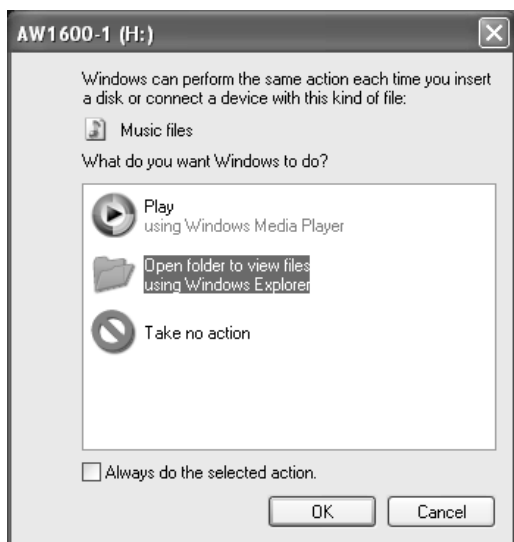 AW1600-1 (H:)
Windows can perform the same action each time you insert
a disk or connect a device with this kind of file:
Music files
What do you want Windows to do?
Play
using Windows Media Player
Open folder to view files
using Windows Explorer
Take no action
Always do the selected action.
OK
Cancel